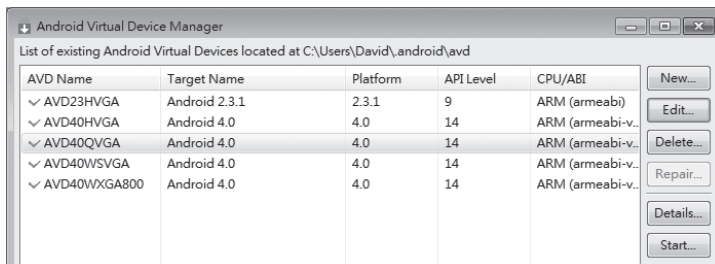 Android Virtual Device Manager
List of existing Android Virtual Devices located at C:\Users\David\.android\avd
AVD Name Target Name Platform API Level CPU/ABI
AVD23HVGA Android 2.3.1 2.3.1 9 ARM (armeabi)
AVD40HVGA Android 4.0 4.0 14 ARM (armeabi-v...
AVD40QVGA Android 4.0 4.0 14 ARM (armeabi-v...
AVD40WSVGA Android 4.0 4.0 14 ARM (armeabi-v...
AVD40WXGA800 Android 4.0 4.0 14 ARM (armeabi-v...
New...
Edit...
Delete...
Repair...
Details...
Start...